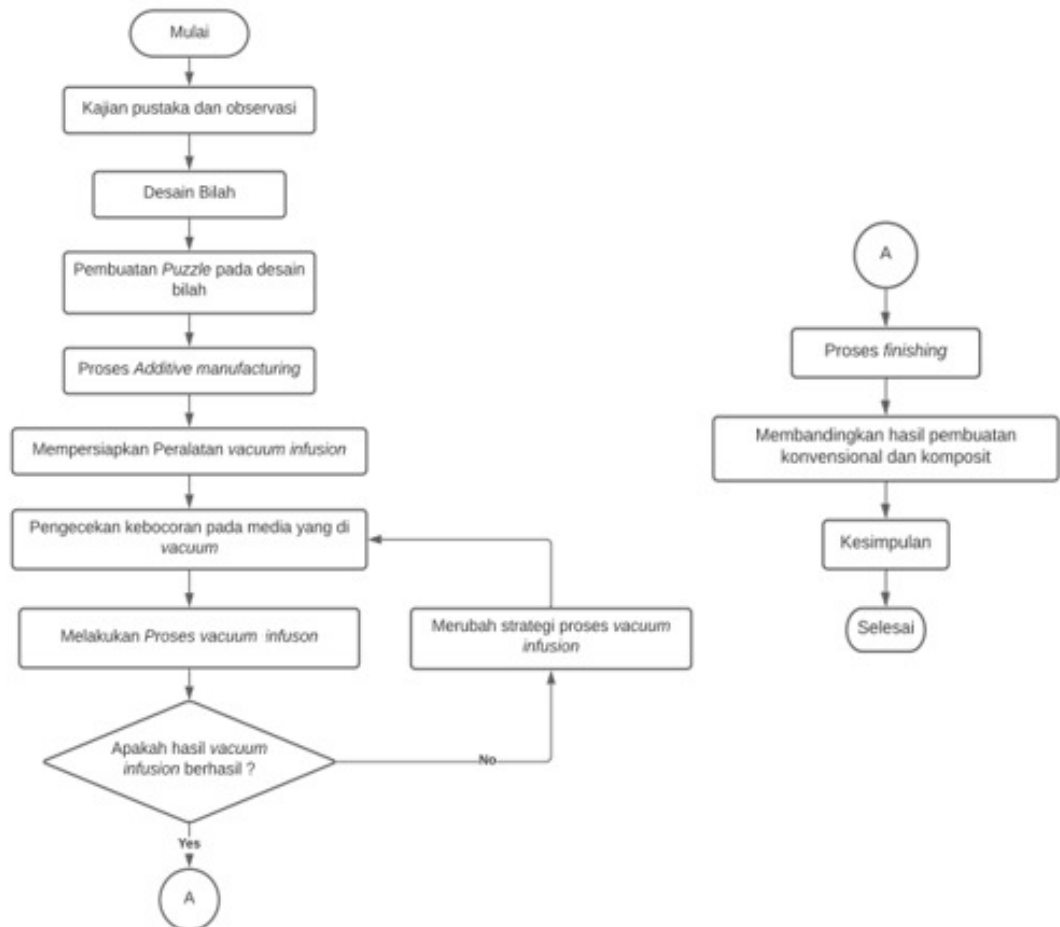 Mulai
Kajian pustaka dan observasi
Desain Bilah
Pembuatan Puzzle pada desain
bilah
Proses Additive manufacturing
Mempersiapkan Peralatan vacuum infusion
Pengecekan kebocoran pada media yang di
vacuum
Melakukan Proses vacuum infuson
Merubah strategi proses vacuum
infusion
Apakah hasil vacuum
infusion berhasil ?
No
Yes
A
A
Proses finishing
Membandingkan hasil pembuatan
konvensional dan komposit
Kesimpulan
Selesai